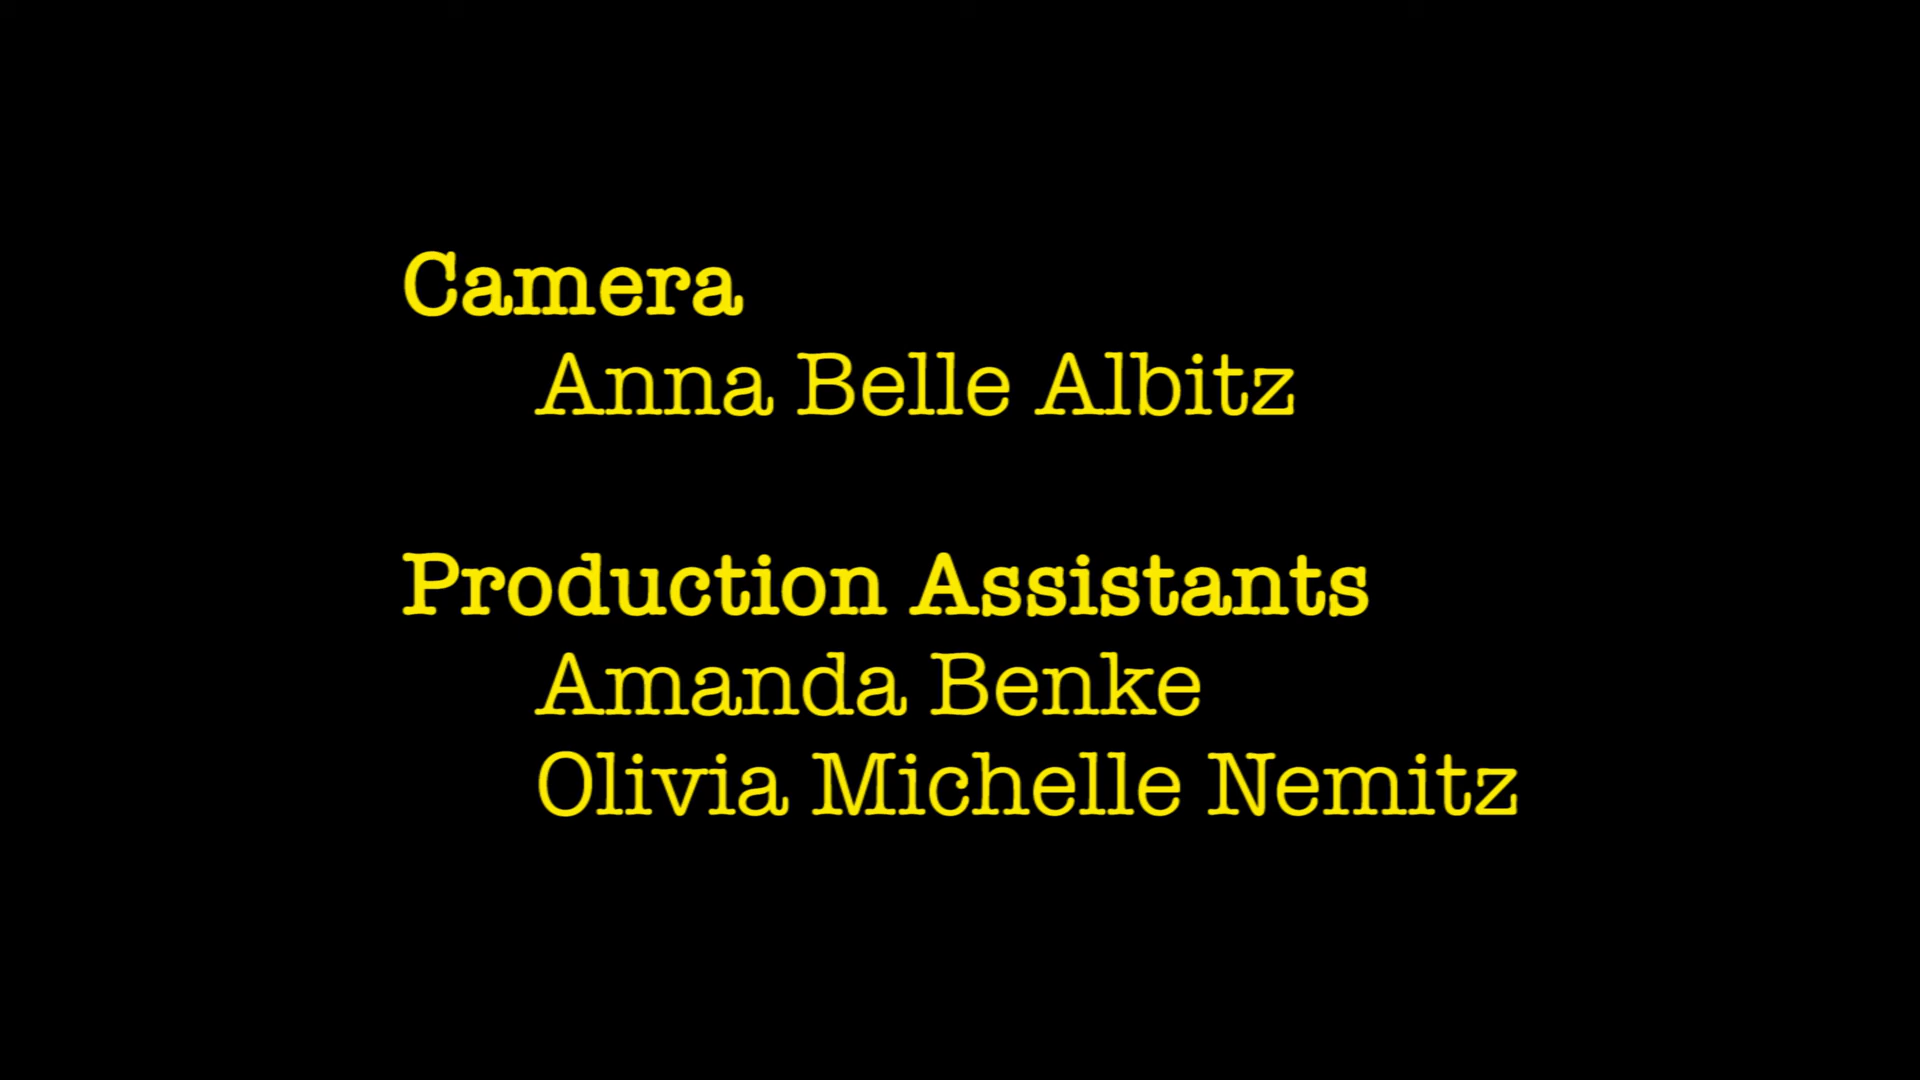 Camera
Anna Belle Albitz
Production Assistants
Amanda Benke
Olivia Michelle Nemitz